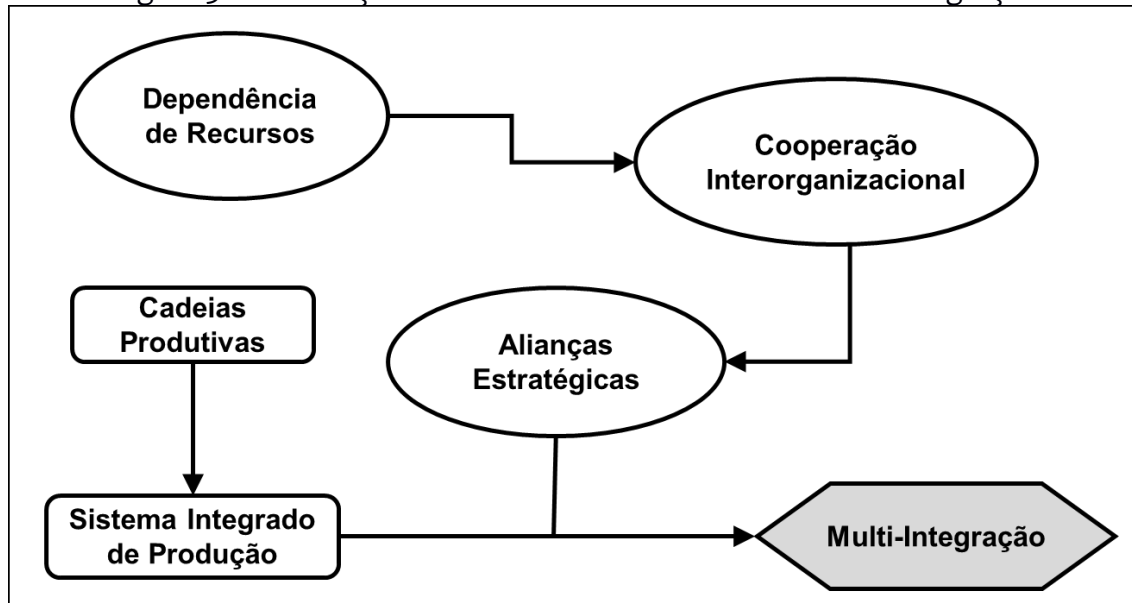 Dependência
de Recursos
Cooperação
Interorganizacional
Cadeias
Produtivas
Alianças
Estratégicas
Sistema Integrado
de Produção
Multi-Integração